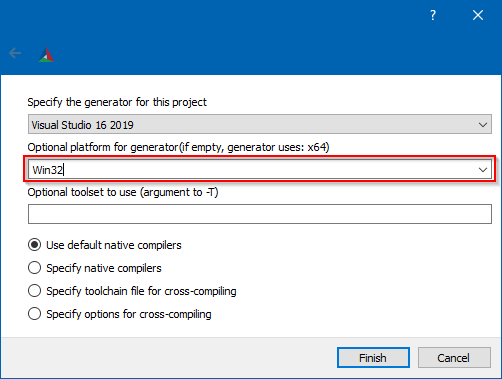 ?
Specify the generator for this project
Visual Studio 16 2019
Optional platform for generator(if empty, generator uses: x64)
Win32
Optional toolset to use (argument to -T)
Use default native compilers
Specify native compilers
Specify toolchain file for cross-compiling
Specify options for cross-compiling
Finish Cancel